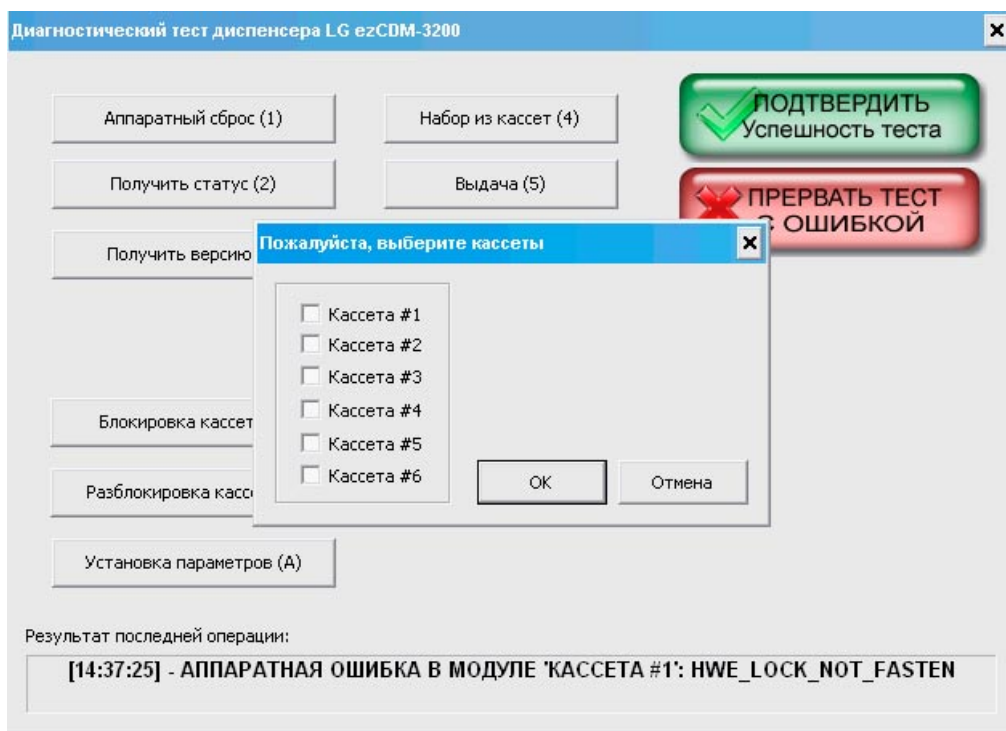 Диагностический тест диспенсера LG ezCDM-3200
Аппаратный сброс (1)
Набор из кассет (4)
ПОДТВЕРДИТЬ
Успешность теста
Получить статус (2)
Выдача (5)
ПРЕРВАТЬ ТЕСТ
С ОШИБКОЙ
Получить версию
Пожалуйста, выберите кассеты
Кассета #1
Кассета #2
Кассета #3
Кассета #4
Кассета #5
Кассета #6
OK
Отмена
Блокировка кассет
Разблокировка касс
Установка параметров (A)
Результат последней операции:
[14:37:25] - АППАРАТНАЯ ОШИБКА В МОДУЛЕ 'КАССЕТА #1': HWE_LOCK_NOT_FASTEN